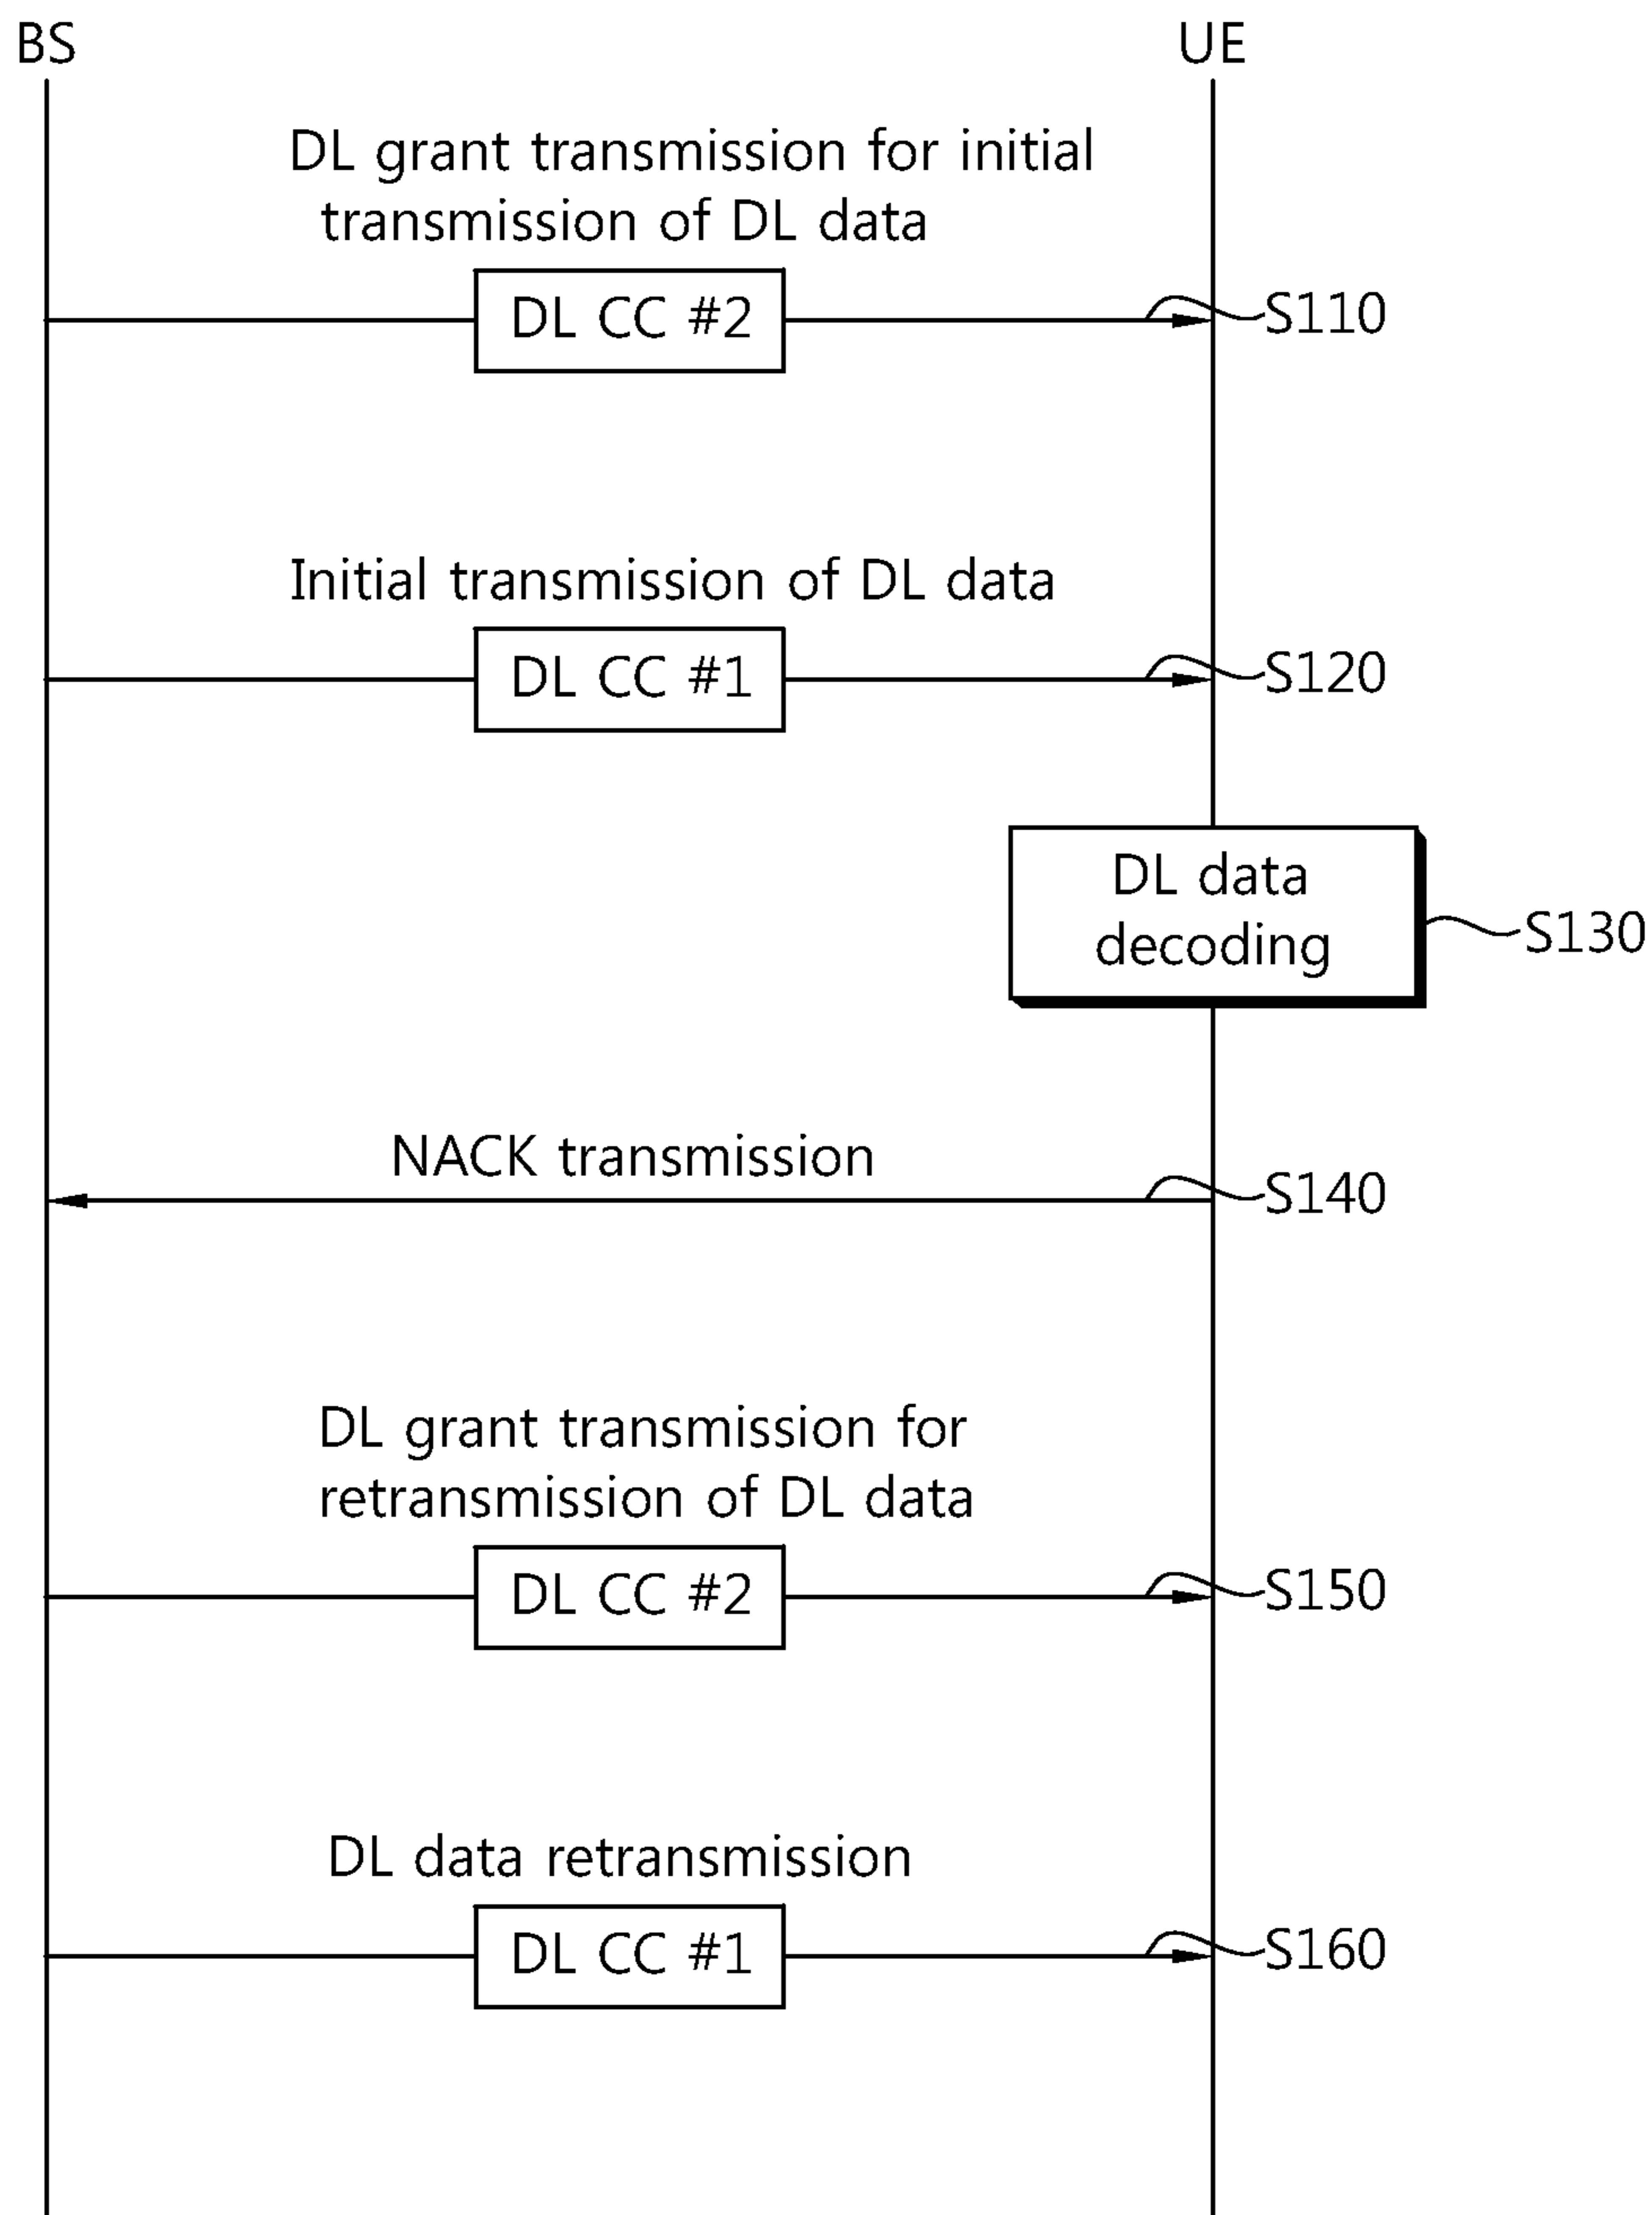 BS
UE
DL grant transmission for initial
transmission of DL data
DL CC #2
S110
Initial transmission of DL data
DL CC #1
S120
DL data
decoding
S130
NACK transmission
S140
DL grant transmission for
retransmission of DL data
DL CC #2
S150
DL data retransmission
DL CC #1
S160